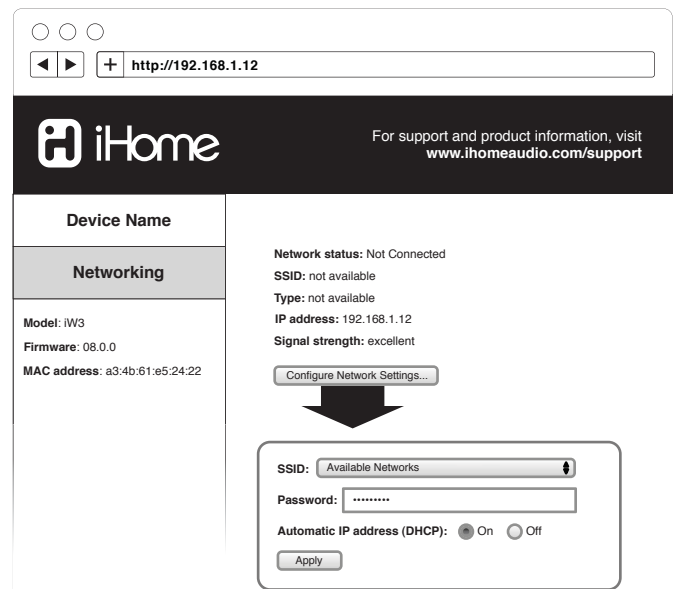 http://192.168.1.12
iHome
For support and product information, visit
www.ihomeaudio.com/support
Device Name
Networking
Model: iW3
Firmware: 08.0.0
MAC address: a3:4b:61:e5:24:22
Network status: Not Connected
SSID: not available
Type: not available
IP address: 192.168.1.12
Signal strength: excellent
Configure Network Settings...
SSID: Available Networks
Password: •••••••••
Automatic IP address (DHCP): On Off
Apply